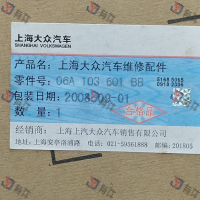 上海大众汽车
SHANGHAI VOLKSWAGEN
产品名: 上海大众汽车维修配件
零件号: 06A 103 601 BB
包装日期: 2008-09-01
数 量: 1
合格品
经销商: 上海上汽大众汽车销售有限公司
上海安亭洛浦路 电话: 021-59561888 邮编: 201805